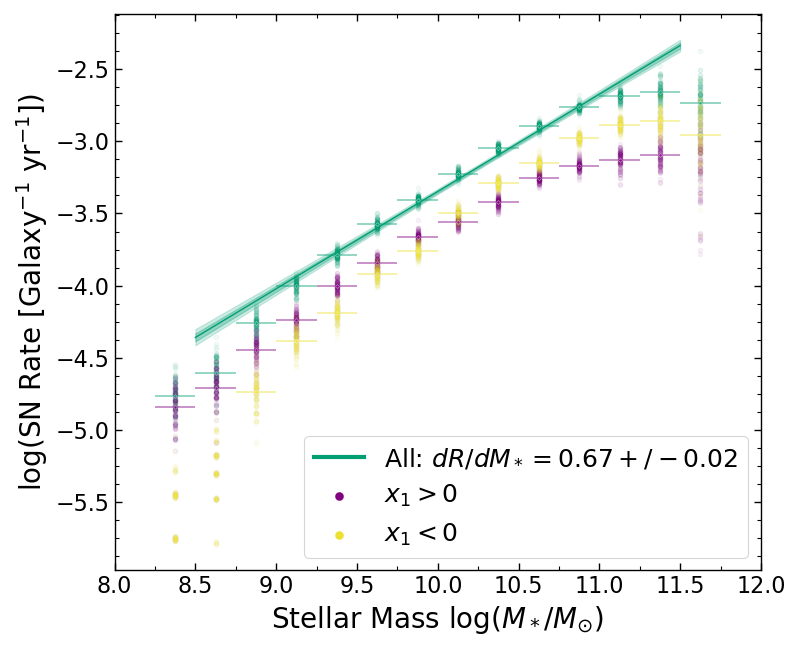 log(SN Rate [Galaxy⁻¹ yr⁻¹])
−2.5
−3.0
−3.5
−4.0
−4.5
−5.0
−5.5
All: dR/dM* = 0.67 + / − 0.02
x₁ > 0
x₁ < 0
8.0 8.5 9.0 9.5 10.0 10.5 11.0 11.5 12.0
Stellar Mass log(M*/M⊙)